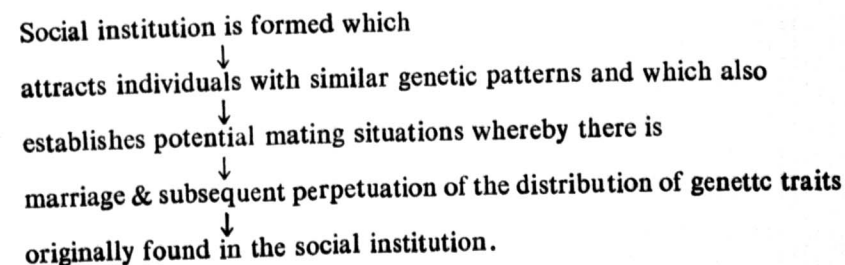 Social institution is formed which
↓
attracts individuals with similar genetic patterns and which also
↓
establishes potential mating situations whereby there is
↓
marriage & subsequent perpetuation of the distribution of genettc traits
↓
originally found in the social institution.